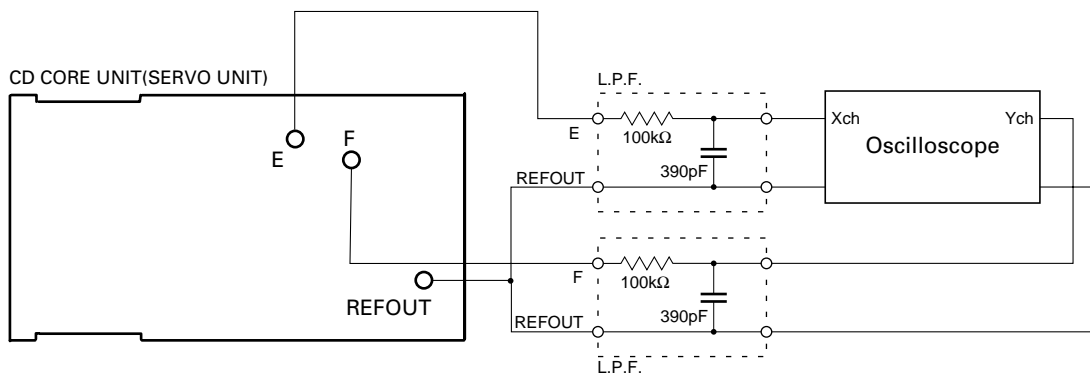 CD CORE UNIT(SERVO UNIT)
E
F
REFOUT
L.P.F.
E
100kΩ
390pF
REFOUT
Xch
Ych
Oscilloscope
F
100kΩ
390pF
REFOUT
L.P.F.